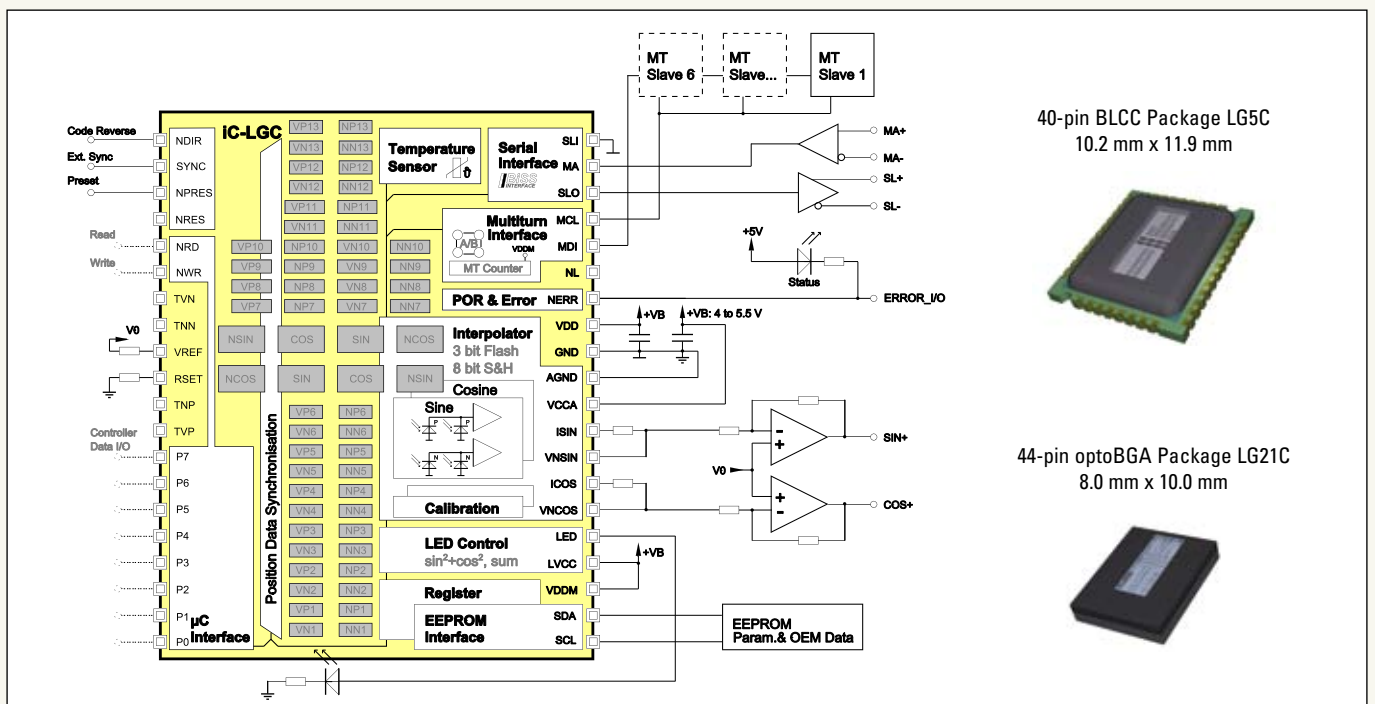 MT Slave 6
MT Slave...
MT Slave 1
iC-LGC
Code Reverse
Ext. Sync
Preset
Read
Write
V0
Controller
Data I/O
NDIR
SYNC
NPRES
NRES
NRD
NWR
TVN
TNN
VREF
RSET
TNP
TVP
P7
P6
P5
P4
P3
P2
P1
P0
µC
Interface
Position Data Synchronisation
VP13 NP13
VN13 NN13
VP12 NP12
VN12 NN12
VP11 NP11
VN11 NN11
VP10 NP10 VN10 NN10
VP9 NP9 VN9 NN9
VP8 NP8 VN8 NN8
VP7 NP7 VN7 NN7
NSIN COS SIN NCOS
NCOS SIN COS NSIN
VP6 NP6
VN6 NN6
VP5 NP5
VN5 NN5
VP4 NP4
VN4 NN4
VP3 NP3
VN3 NN3
VP2 NP2
VN2 NN2
VP1 NP1
VN1 NN1
Temperature
Sensor
ϑ
Serial
Interface
BiSS
INTERFACE
Multiturn
Interface
A/B
VDDM
MT Counter
POR & Error
Interpolator
3 bit Flash
8 bit S&H
Cosine
Sine
P P
N N
Calibration
LED Control
sin²+cos², sum
Register
EEPROM
Interface
SLI
MA
SLO
MCL
MDI
NL
NERR
VDD
GND
AGND
VCCA
ISIN
VNSIN
ICOS
VNCOS
LED
LVCC
VDDM
SDA
SCL
MA+
MA-
SL+
SL-
+5V
Status
ERROR_I/O
+VB
+VB: 4 to 5.5 V
SIN+
V0
COS+
+VB
EEPROM
Param.& OEM Data
40-pin BLCC Package LG5C
10.2 mm x 11.9 mm
44-pin optoBGA Package LG21C
8.0 mm x 10.0 mm